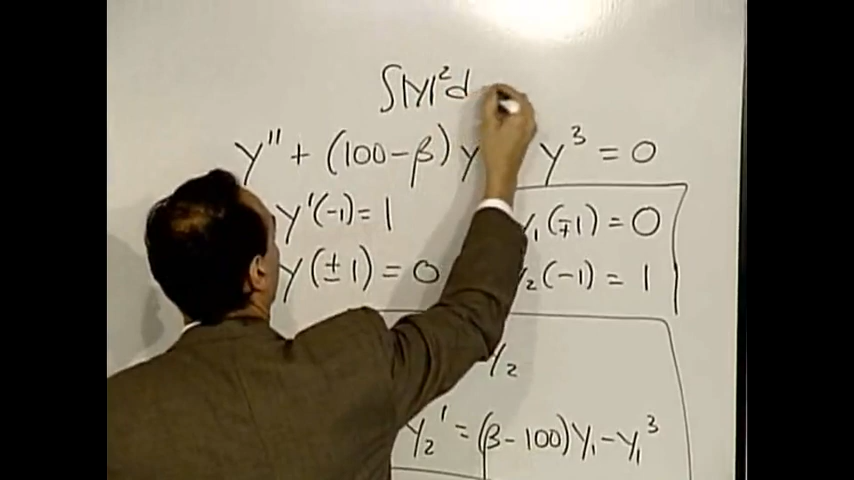 ∫|y|²d
y'' + (100-β)y y³ = 0
y'(-1) = 1
y₁(∓1) = 0
y(±1) = 0
y₂(-1) = 1
y₂
y₂' = (β-100)y₁ - y₁³